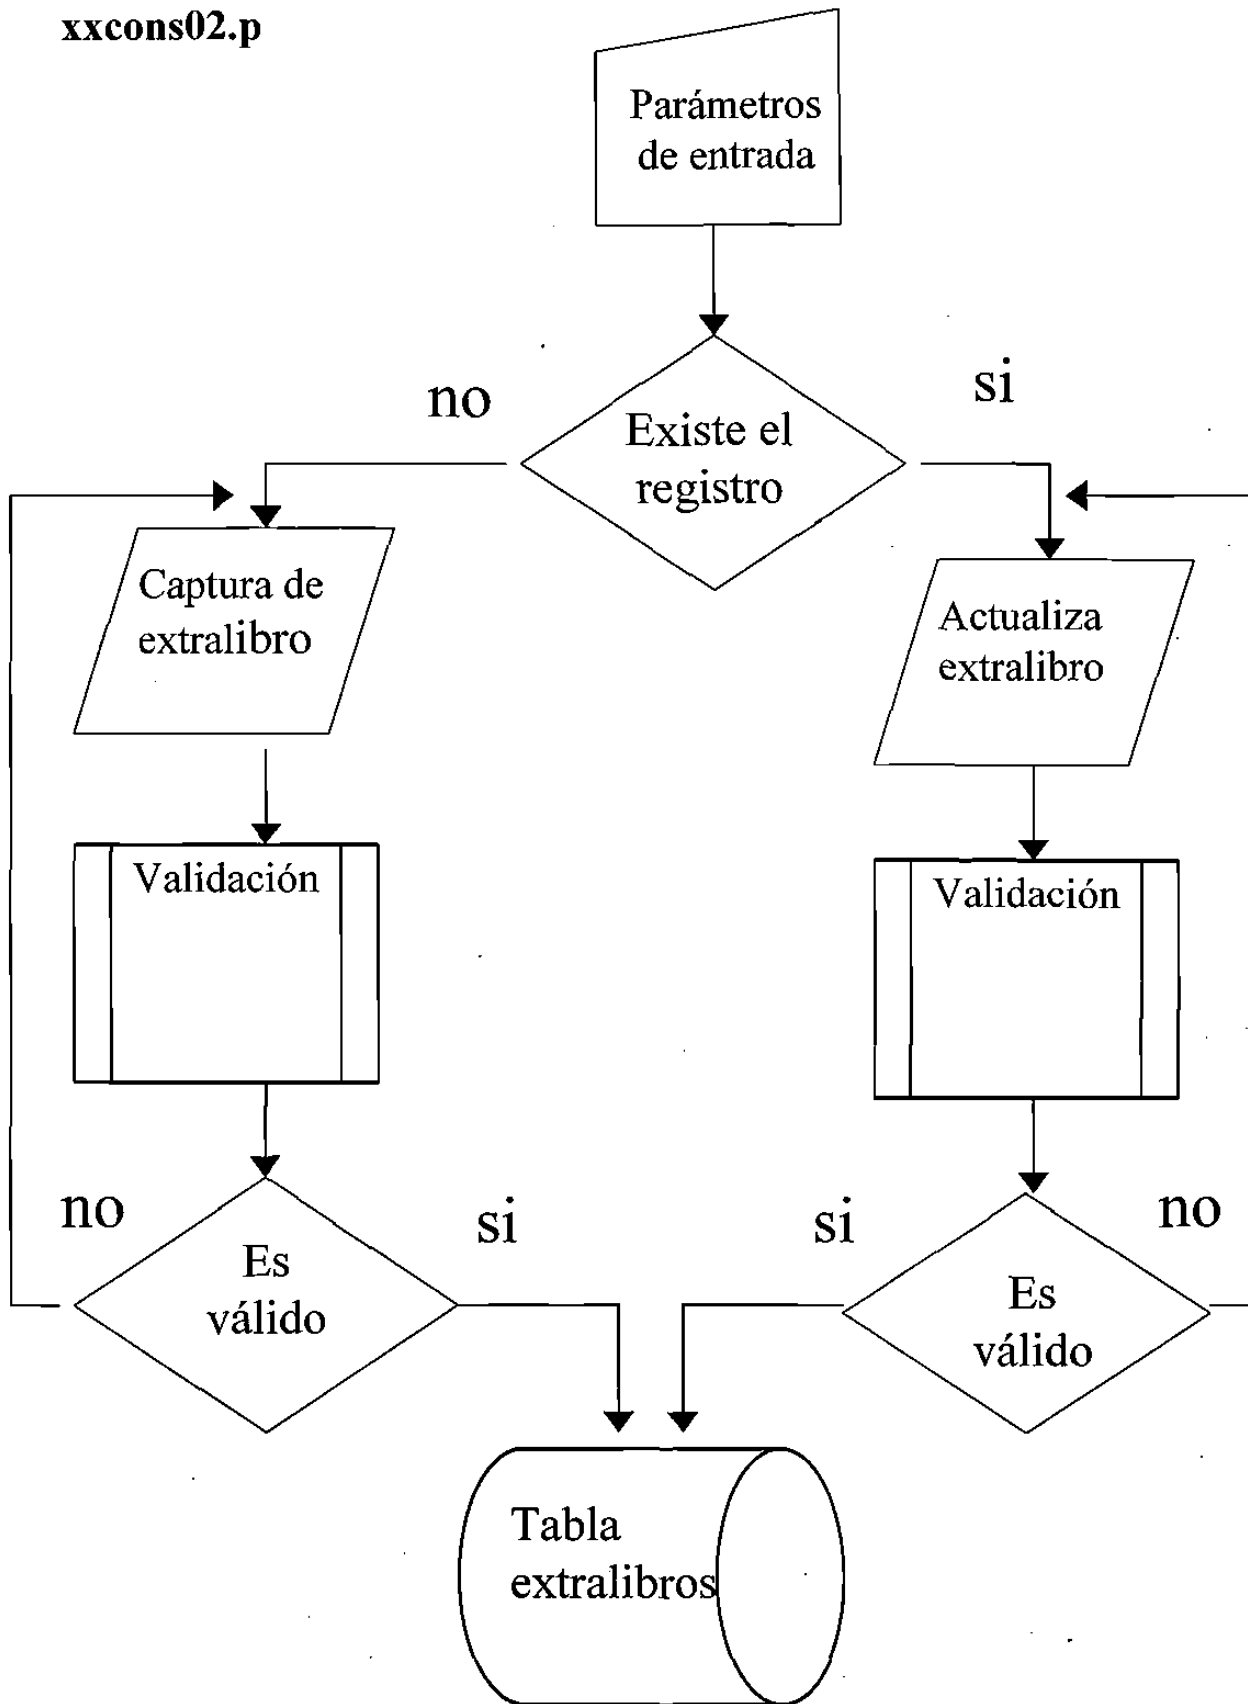 xxcons02.p
Parámetros
de entrada
no
si
Existe el
registro
Captura de
extralibro
Actualiza
extralibro
Validación
Validación
no
si
si
no
Es
válido
Es
válido
Tabla
extralibros